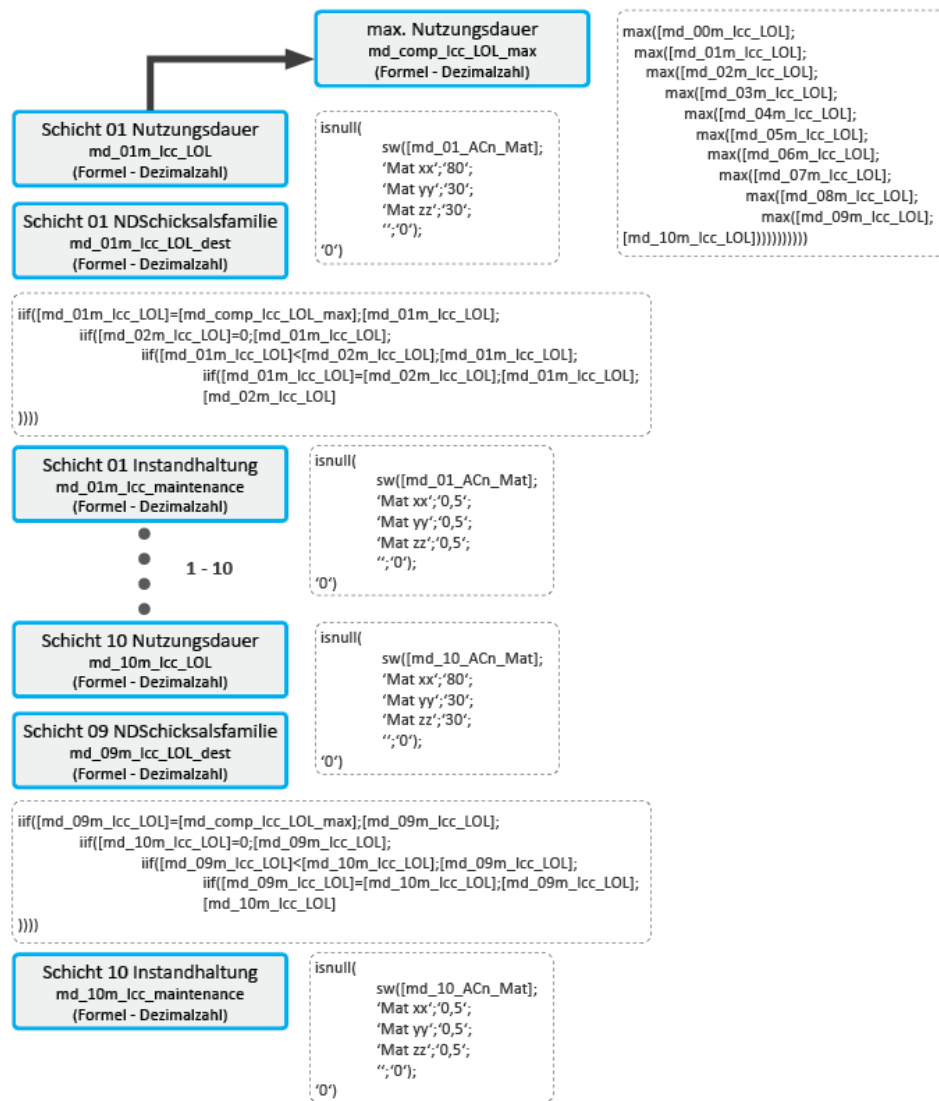 max. Nutzungsdauer
md_comp_lcc_LOL_max
(Formel - Dezimalzahl)
max([md_00m_lcc_LOL];
max([md_01m_lcc_LOL];
max([md_02m_lcc_LOL];
max([md_03m_lcc_LOL];
max([md_04m_lcc_LOL];
max([md_05m_lcc_LOL];
max([md_06m_lcc_LOL];
max([md_07m_lcc_LOL];
max([md_08m_lcc_LOL];
max([md_09m_lcc_LOL];
[md_10m_lcc_LOL]))))))))))
Schicht 01 Nutzungsdauer
md_01m_lcc_LOL
(Formel - Dezimalzahl)
isnull(
sw([md_01_ACn_Mat];
‘Mat xx‘;‘80‘;
‘Mat yy‘;‘30‘;
‘Mat zz‘;‘30‘;
‘‘;‘0‘);
‘0‘)
Schicht 01 NDSchicksalsfamilie
md_01m_lcc_LOL_dest
(Formel - Dezimalzahl)
iif([md_01m_lcc_LOL]=[md_comp_lcc_LOL_max];[md_01m_lcc_LOL];
iif([md_02m_lcc_LOL]=0;[md_01m_lcc_LOL];
iif([md_01m_lcc_LOL]<[md_02m_lcc_LOL];[md_01m_lcc_LOL];
iif([md_01m_lcc_LOL]=[md_02m_lcc_LOL];[md_01m_lcc_LOL];
[md_02m_lcc_LOL]
))))
Schicht 01 Instandhaltung
md_01m_lcc_maintenance
(Formel - Dezimalzahl)
isnull(
sw([md_01_ACn_Mat];
‘Mat xx‘;‘0,5‘;
‘Mat yy‘;‘0,5‘;
‘Mat zz‘;‘0,5‘;
‘‘;‘0‘);
‘0‘)
1 - 10
Schicht 10 Nutzungsdauer
md_10m_lcc_LOL
(Formel - Dezimalzahl)
isnull(
sw([md_10_ACn_Mat];
‘Mat xx‘;‘80‘;
‘Mat yy‘;‘30‘;
‘Mat zz‘;‘30‘;
‘‘;‘0‘);
‘0‘)
Schicht 09 NDSchicksalsfamilie
md_09m_lcc_LOL_dest
(Formel - Dezimalzahl)
iif([md_09m_lcc_LOL]=[md_comp_lcc_LOL_max];[md_09m_lcc_LOL];
iif([md_10m_lcc_LOL]=0;[md_09m_lcc_LOL];
iif([md_09m_lcc_LOL]<[md_10m_lcc_LOL];[md_09m_lcc_LOL];
iif([md_09m_lcc_LOL]=[md_10m_lcc_LOL];[md_09m_lcc_LOL];
[md_10m_lcc_LOL]
))))
Schicht 10 Instandhaltung
md_10m_lcc_maintenance
(Formel - Dezimalzahl)
isnull(
sw([md_10_ACn_Mat];
‘Mat xx‘;‘0,5‘;
‘Mat yy‘;‘0,5‘;
‘Mat zz‘;‘0,5‘;
‘‘;‘0‘);
‘0‘)